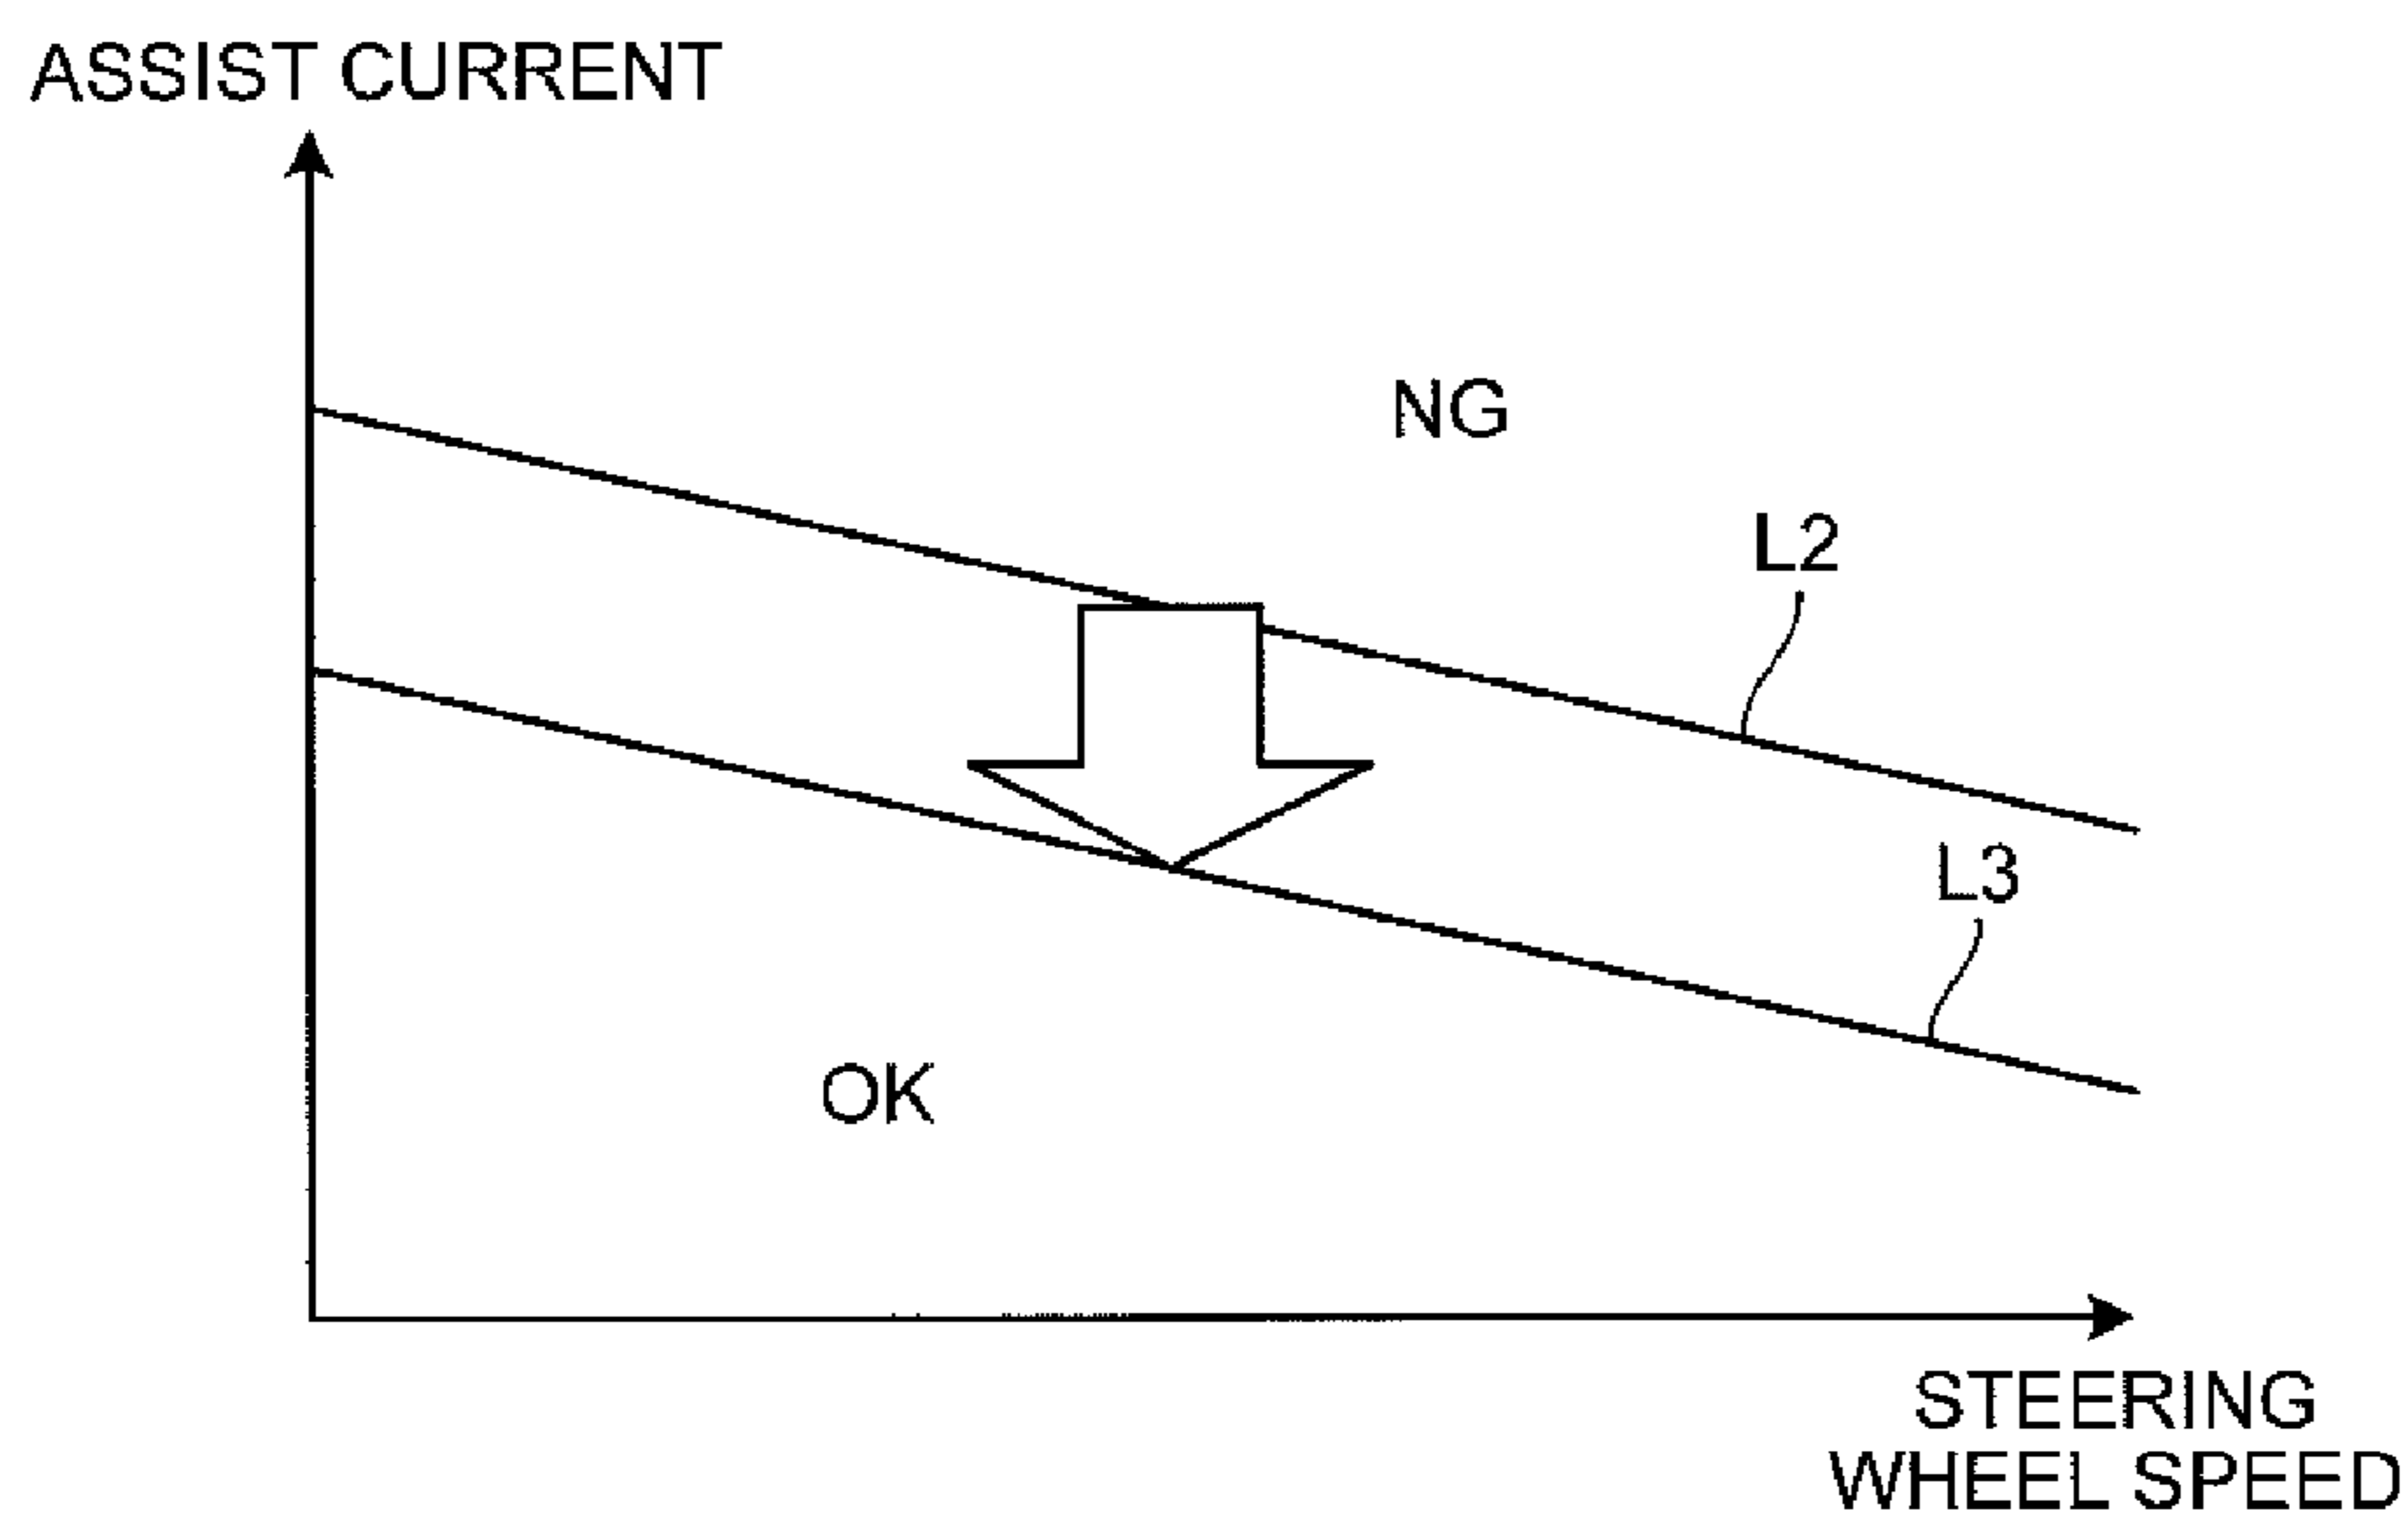 ASSIST CURRENT
NG
L2
L3
OK
STEERING
WHEEL SPEED